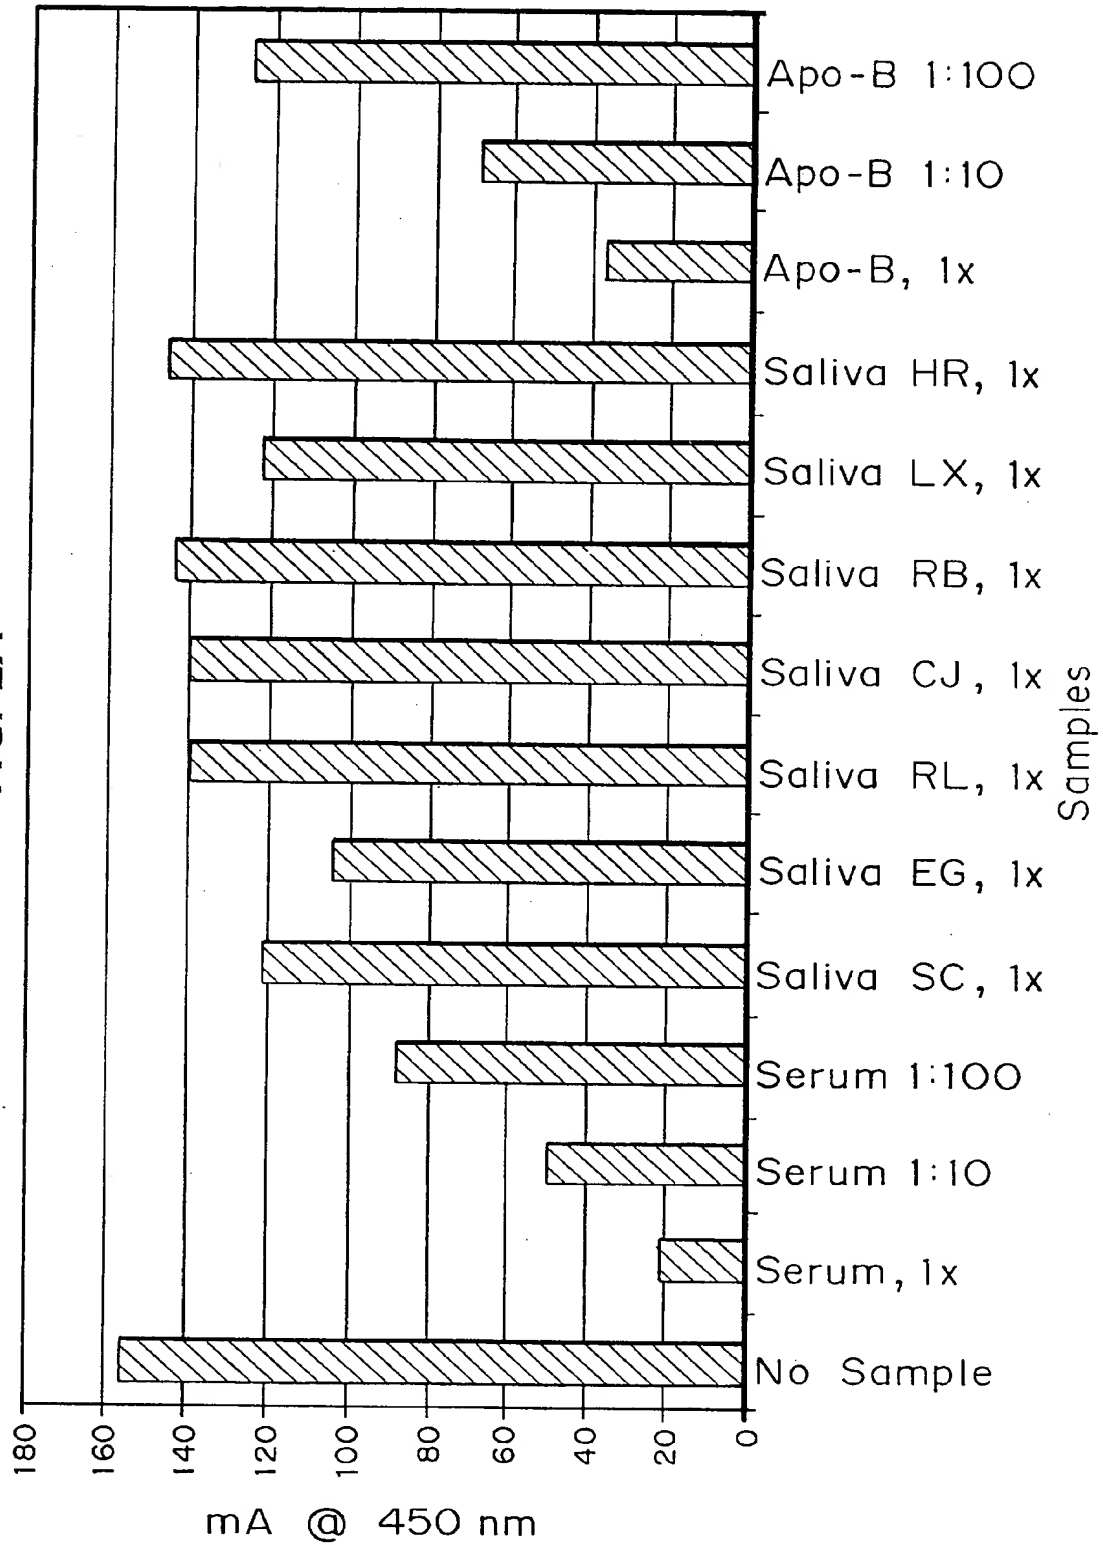 Apo-B 1:100
Apo-B 1:10
Apo-B, 1x
Saliva HR, 1x
Saliva LX, 1x
Saliva RB, 1x
Saliva CJ, 1x
Saliva RL, 1x
Saliva EG, 1x
Saliva SC, 1x
Serum 1:100
Serum 1:10
Serum, 1x
No Sample
Samples
180
160
140
120
100
80
60
40
20
0
mA @ 450 nm